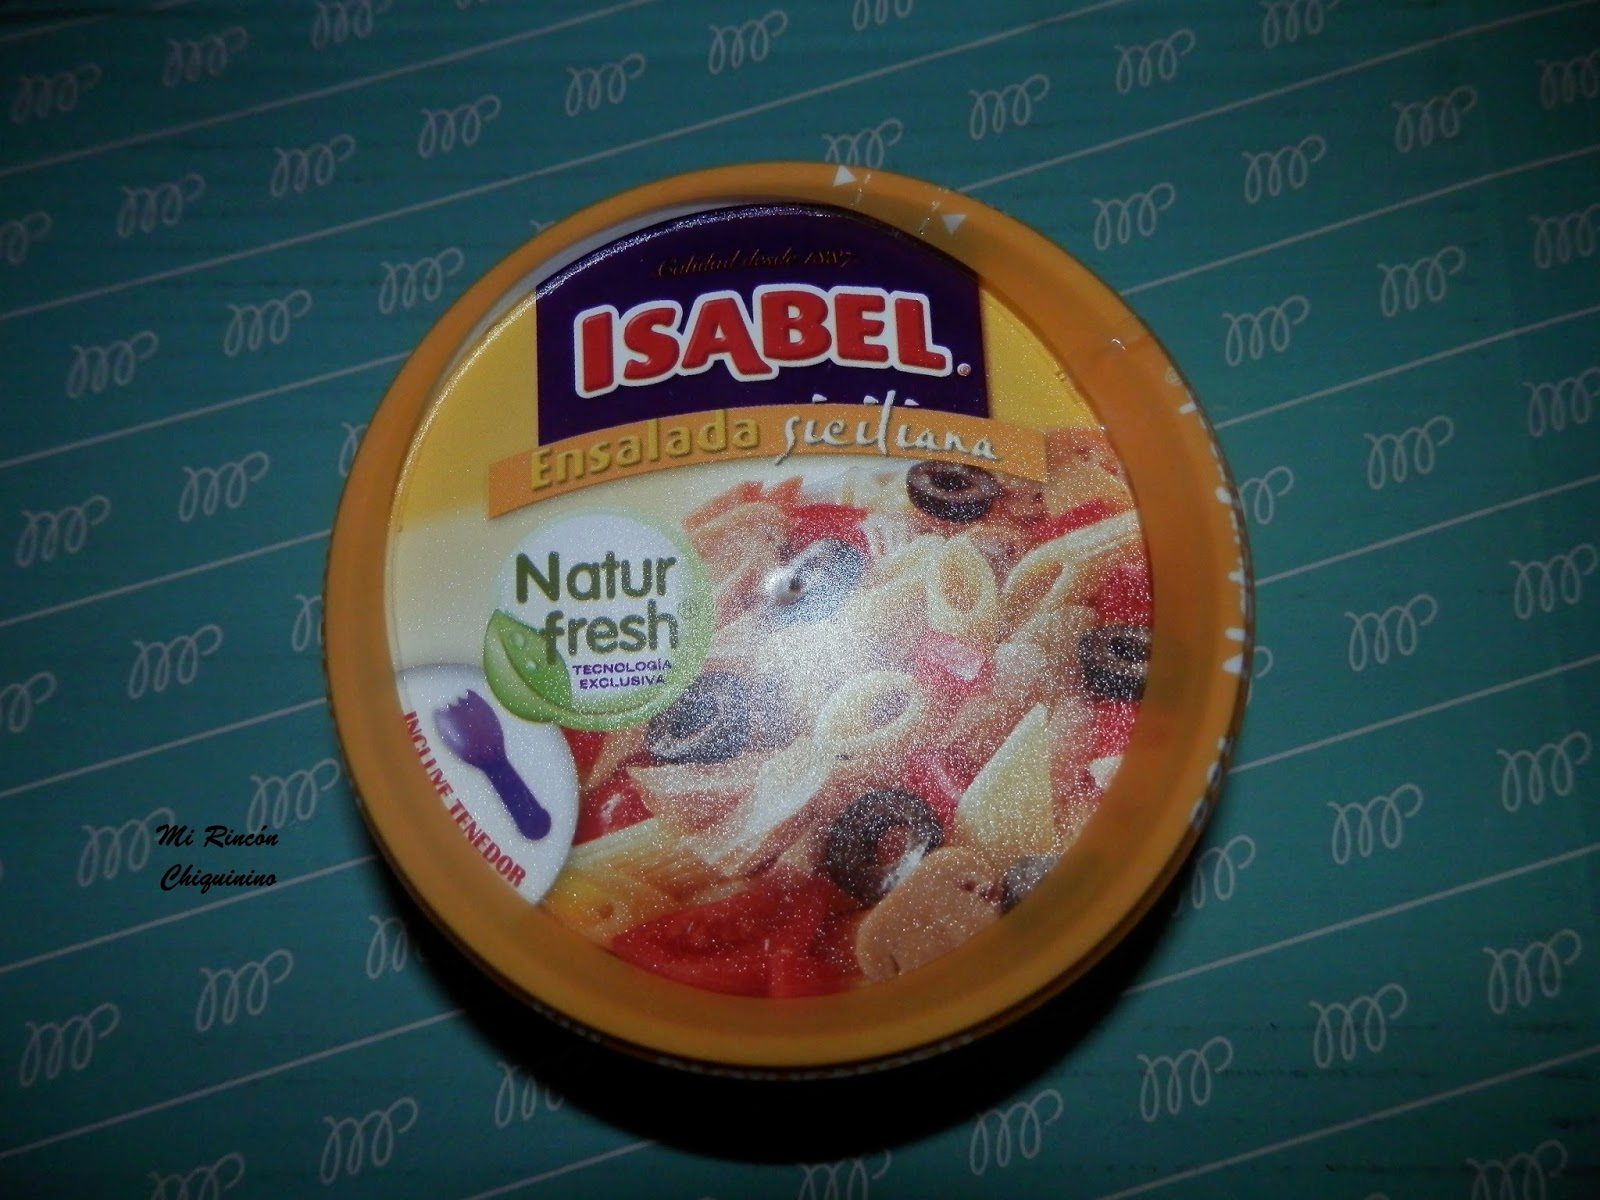 Calidad desde 1887
ISABEL®
Ensalada siciliana
Natur
fresh®
TECNOLOGÍA
EXCLUSIVA
INCLUYE TENEDOR
Mi Rincón
Chiquinino